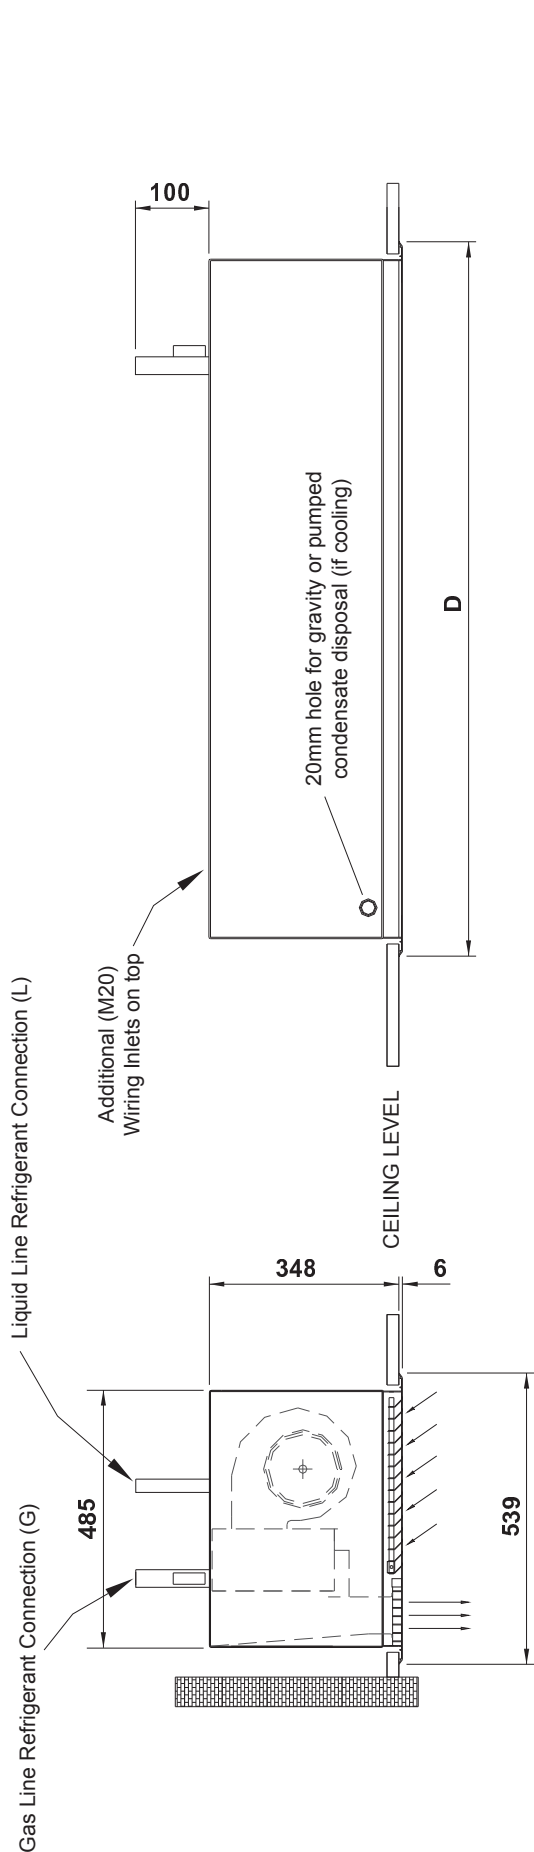 Gas Line Refrigerant Connection (G)
Liquid Line Refrigerant Connection (L)
485
348
6
539
CEILING LEVEL
Additional (M20)
Wiring Inlets on top
20mm hole for gravity or pumped
condensate disposal (if cooling)
100
D